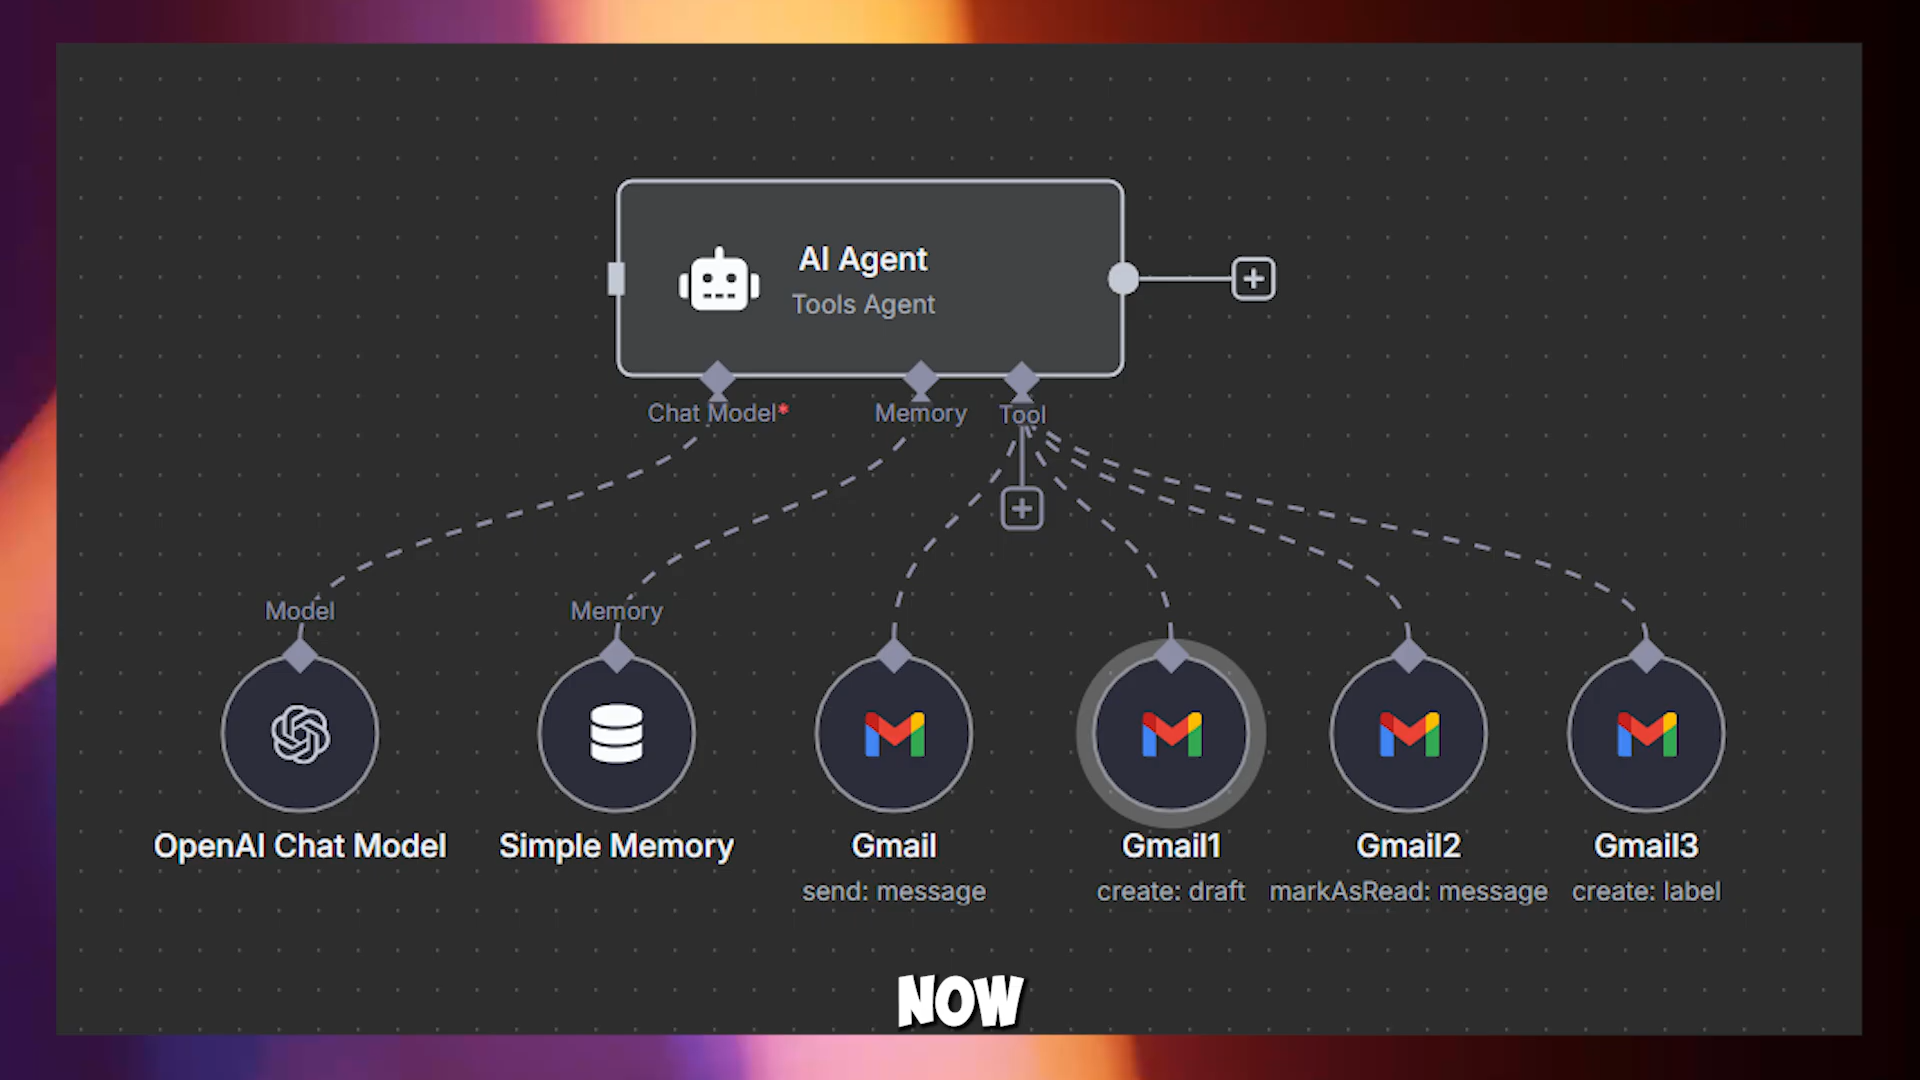 AI Agent
Tools Agent
Chat Model*
Memory
Tool
Model
Memory
OpenAI Chat Model
Simple Memory
Gmail
send: message
Gmail1
create: draft
Gmail2
markAsRead: message
Gmail3
create: label
NOW